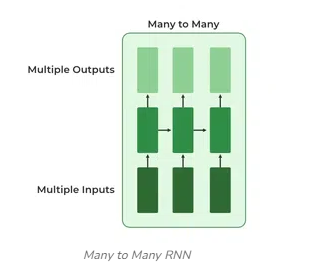 Many to Many
Multiple Outputs
Multiple Inputs
Many to Many RNN